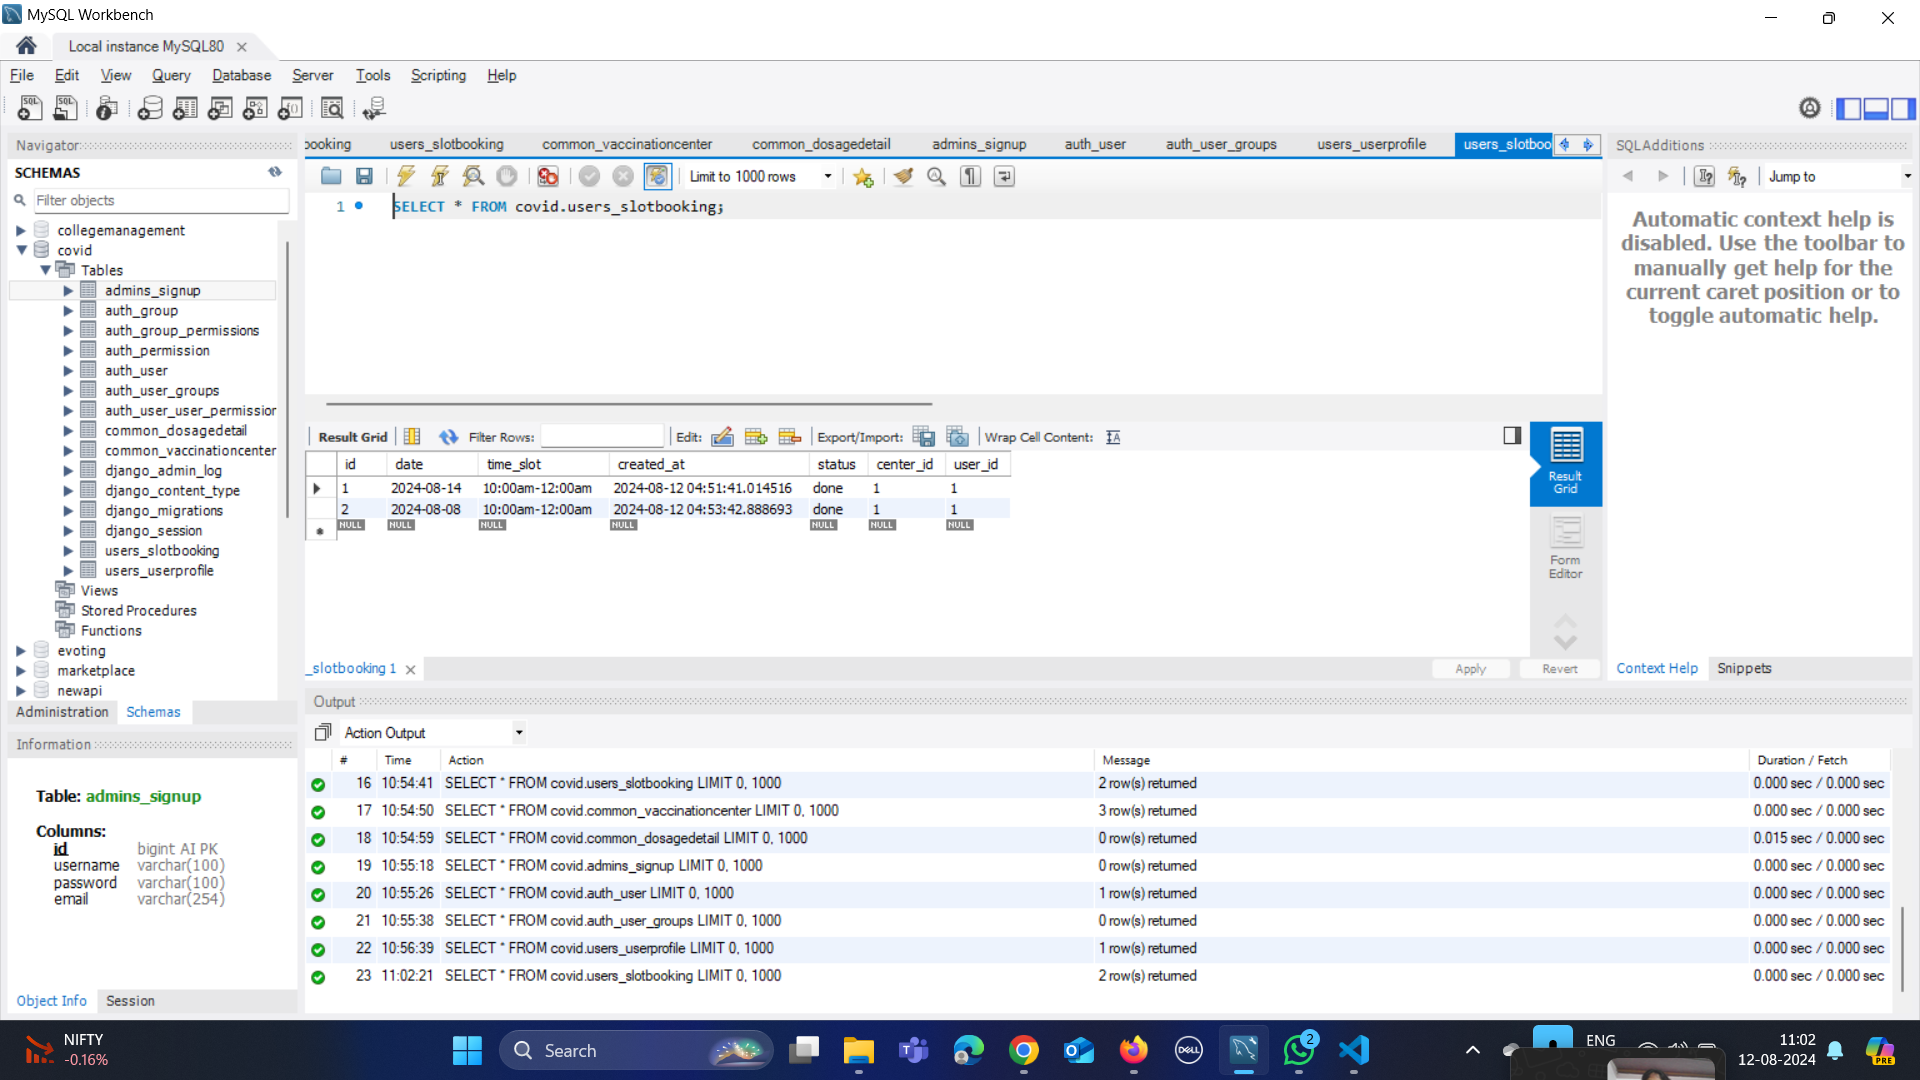 MySQL Workbench
Local instance MySQL80
File Edit View Query Database Server Tools Scripting Help
Navigator
SCHEMAS
Filter objects
collegemanagement
covid
Tables
admins_signup
auth_group
auth_group_permissions
auth_permission
auth_user
auth_user_groups
auth_user_user_permission
common_dosagedetail
common_vaccinationcenter
django_admin_log
django_content_type
django_migrations
django_session
users_slotbooking
users_userprofile
Views
Stored Procedures
Functions
evoting
marketplace
newapi
Administration Schemas
Information
Table: admins_signup
Columns:
id bigint AI PK
username varchar(100)
password varchar(100)
email varchar(254)
Object Info Session
ooking users_slotbooking common_vaccinationcenter common_dosagedetail admins_signup auth_user auth_user_groups users_userprofile users_slotboo
Limit to 1000 rows
1 SELECT * FROM covid.users_slotbooking;
Result Grid Filter Rows: Edit: Export/Import: Wrap Cell Content:
id date time_slot created_at status center_id user_id
1 2024-08-14 10:00am-12:00am 2024-08-12 04:51:41.014516 done 1 1
2 2024-08-08 10:00am-12:00am 2024-08-12 04:53:42.888693 done 1 1
NULL NULL NULL NULL NULL NULL NULL
Result Grid
Form Editor
_slotbooking 1
Apply Revert
SQLAdditions
Jump to
Automatic context help is
disabled. Use the toolbar to
manually get help for the
current caret position or to
toggle automatic help.
Context Help Snippets
Output
Action Output
# Time Action Message Duration / Fetch
16 10:54:41 SELECT * FROM covid.users_slotbooking LIMIT 0, 1000 2 row(s) returned 0.000 sec / 0.000 sec
17 10:54:50 SELECT * FROM covid.common_vaccinationcenter LIMIT 0, 1000 3 row(s) returned 0.000 sec / 0.000 sec
18 10:54:59 SELECT * FROM covid.common_dosagedetail LIMIT 0, 1000 0 row(s) returned 0.015 sec / 0.000 sec
19 10:55:18 SELECT * FROM covid.admins_signup LIMIT 0, 1000 0 row(s) returned 0.000 sec / 0.000 sec
20 10:55:26 SELECT * FROM covid.auth_user LIMIT 0, 1000 1 row(s) returned 0.000 sec / 0.000 sec
21 10:55:38 SELECT * FROM covid.auth_user_groups LIMIT 0, 1000 0 row(s) returned 0.000 sec / 0.000 sec
22 10:56:39 SELECT * FROM covid.users_userprofile LIMIT 0, 1000 1 row(s) returned 0.000 sec / 0.000 sec
23 11:02:21 SELECT * FROM covid.users_slotbooking LIMIT 0, 1000 2 row(s) returned 0.000 sec / 0.000 sec
NIFTY
-0.16%
Search
DELL
2
ENG
11:02
12-08-2024
PRE